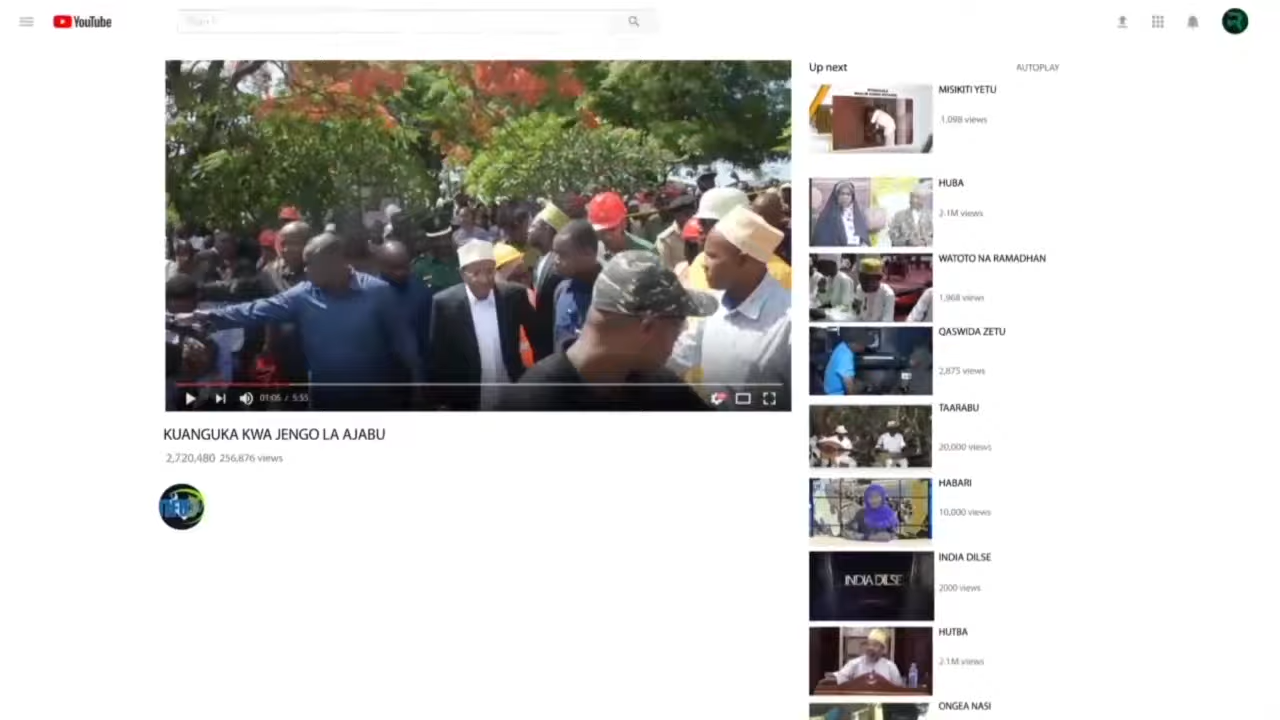 YouTube
Up next
AUTOPLAY
01:05 / 5:55
KUANGUKA KWA JENGO LA AJABU
2,720,480 256,876 views
MISIKITI YETU
1,098 views
HUBA
2.1M views
WATOTO NA RAMADHAN
1,968 views
QASWIDA ZETU
2,875 views
TAARABU
20,000 views
HABARI
10,000 views
INDIA DILSE
INDIA DILSE
2000 views
HUTBA
2.1M views
ONGEA NASI